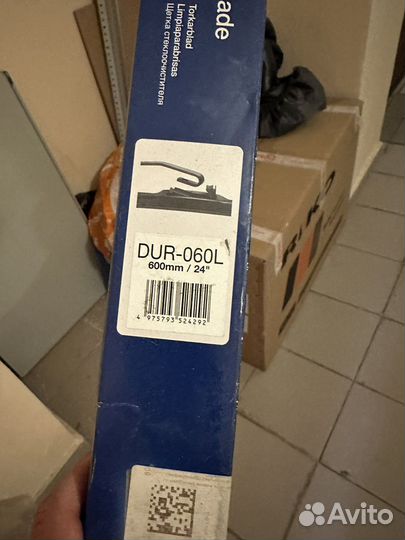 ade
Torkarblad
Limpiaparabrisas
Щетка стеклоочистителя
DUR-060L
600mm / 24"
4 975793 524292
Avito